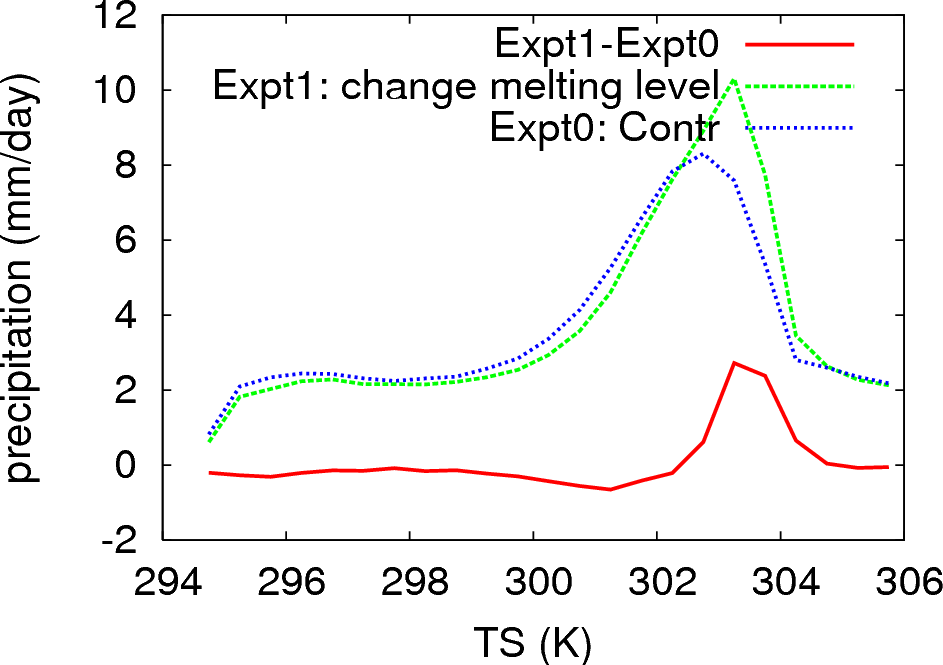 12
10
8
6
4
2
0
-2
precipitation (mm/day)
Expt1-Expt0
Expt1: change melting level
Expt0: Contr
294 296 298 300 302 304 306
TS (K)